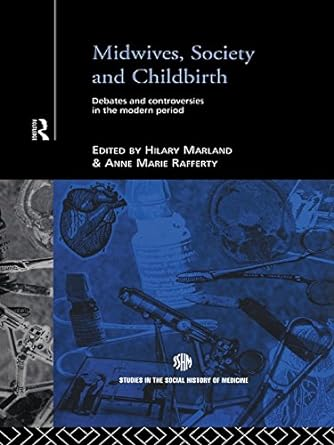 Midwives, Society
and Childbirth
Debates and controversies
in the modern period
EDITED BY HILARY MARLAND
& ANNE MARIE RAFFERTY
EDITION
SSHM
STUDIES IN THE SOCIAL HISTORY OF MEDICINE